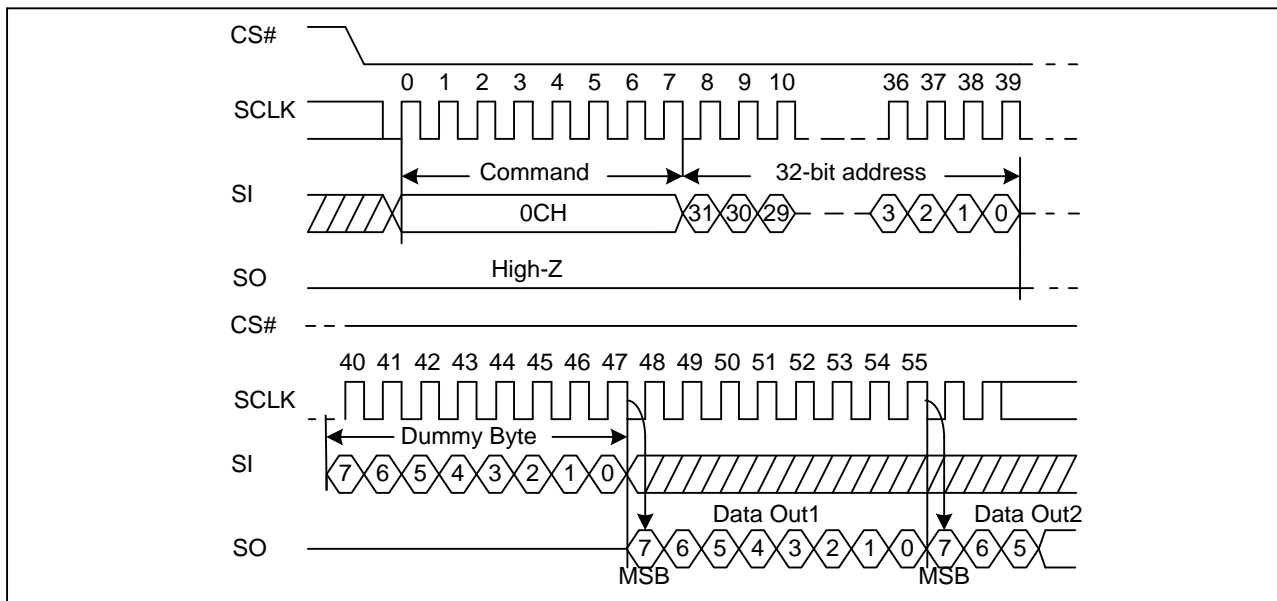 CS#
0 1 2 3 4 5 6 7 8 9 10 36 37 38 39
SCLK
Command 32-bit address
SI
0CH 31 30 29 3 2 1 0
High-Z
SO
CS#
40 41 42 43 44 45 46 47 48 49 50 51 52 53 54 55
SCLK
Dummy Byte
SI
7 6 5 4 3 2 1 0
Data Out1 Data Out2
SO
7 6 5 4 3 2 1 0 7 6 5
MSB MSB